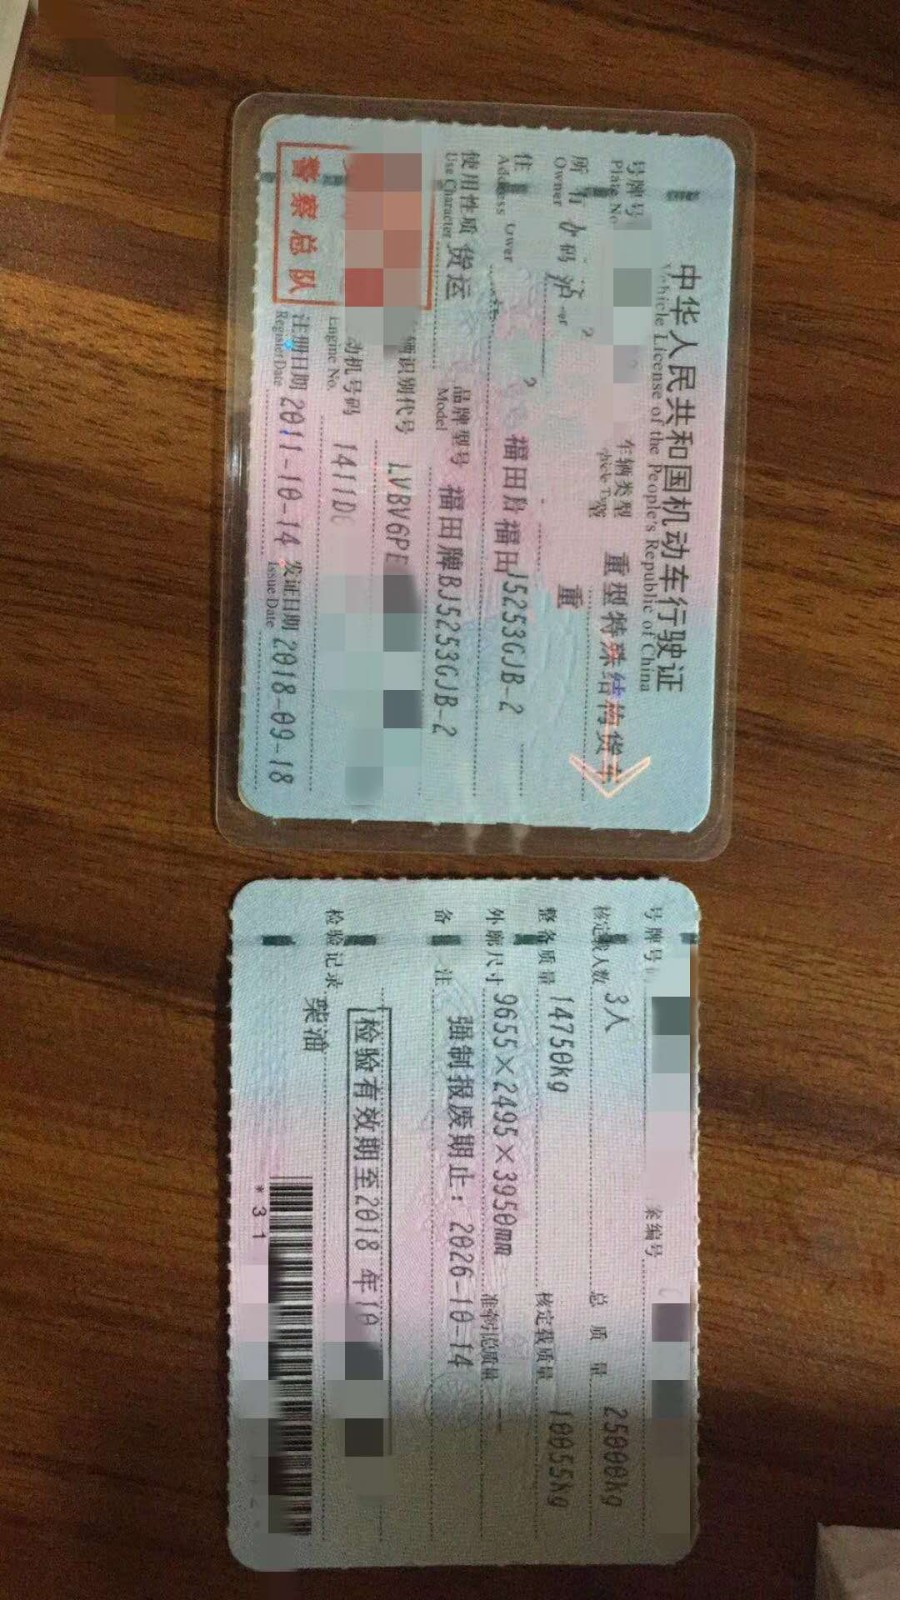 中华人民共和国机动车行驶证
Vehicle License of the People's Republic of China
号牌号
Plate No
车辆类型
重型特殊结构货车
所有
Owner
重
住
Address
福田
福田
J5253GJB-2
使用性质
Use Character
货运
品牌型号
Model
福田牌BJ5253GJB-2
辆识别代号
LVBV6PE
动机号码
Engine No.
1411D
警察总队
注册日期
Register Date
2011-10-14
发证日期
Issue Date
2018-09-18
号牌号
案编号
核定载人数
3人
总质量
25000kg
整备质量
14750kg
核定载质量
10055kg
外廓尺寸
9655×2495×3950mm
准牵引总质量
备注
强制报废期止：2026-10-14
检验有效期至2018年10
检验记录
柴油
*31